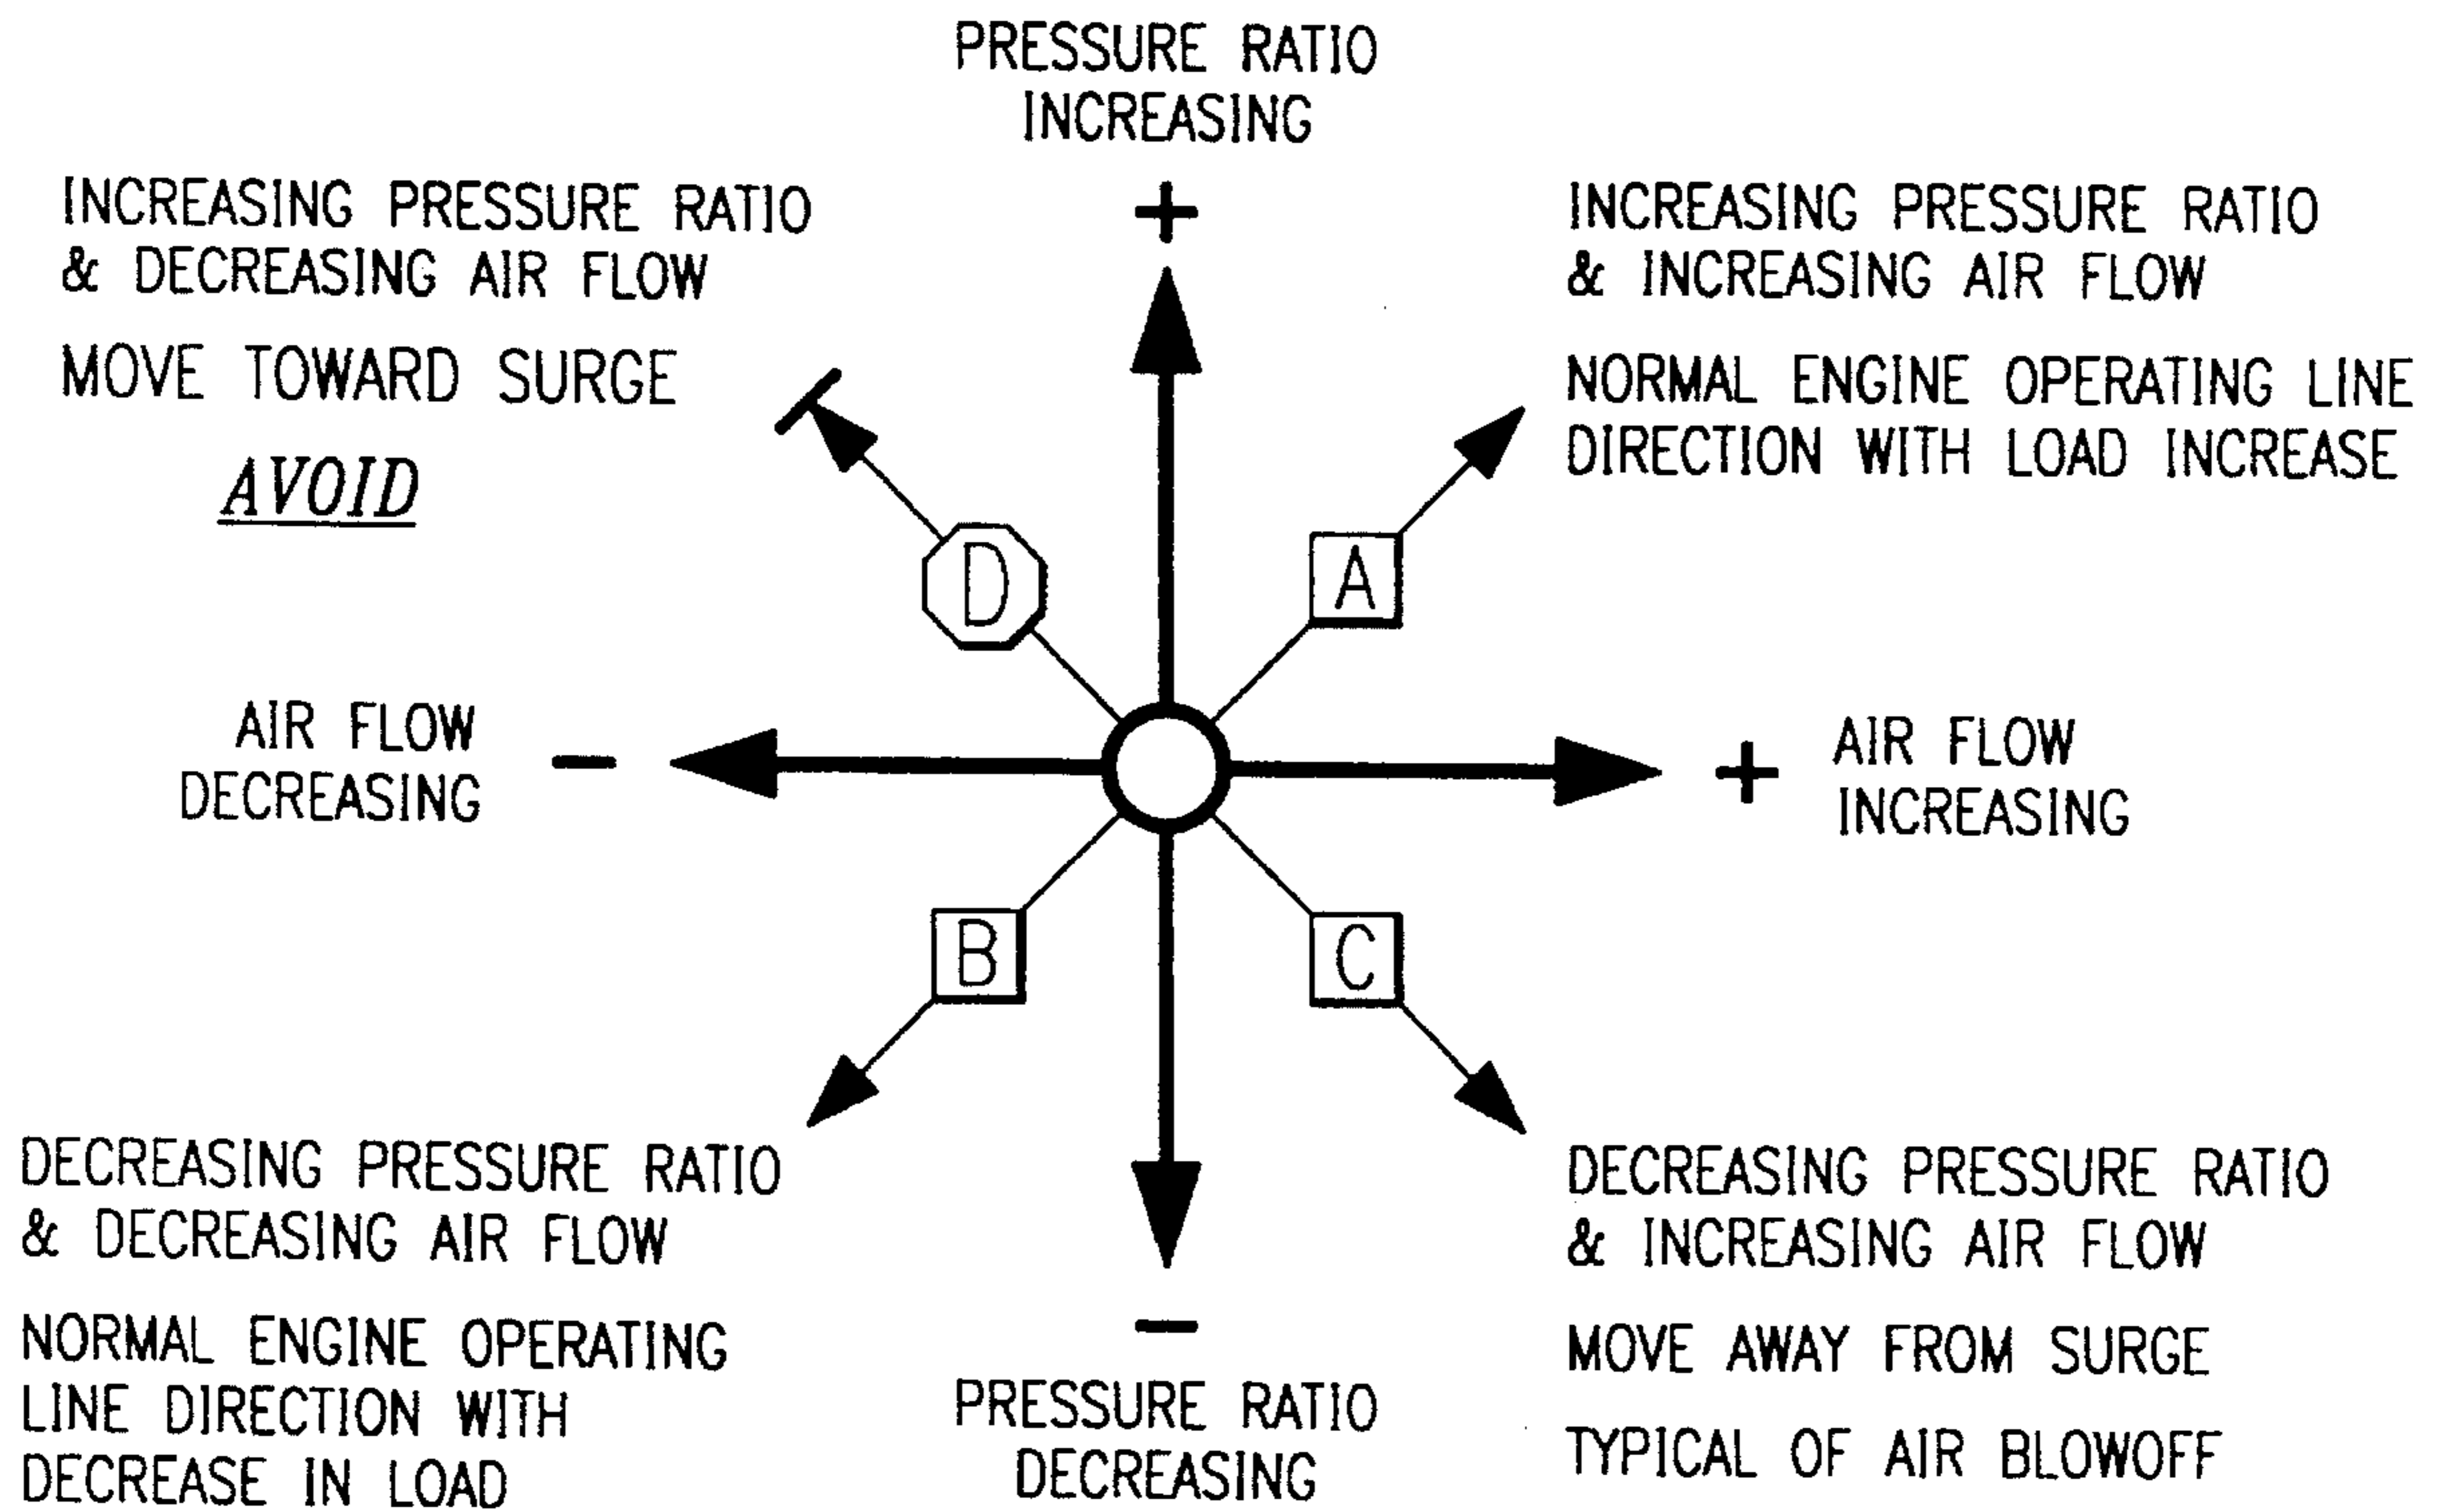 PRESSURE RATIO
INCREASING
+
INCREASING PRESSURE RATIO
& DECREASING AIR FLOW
MOVE TOWARD SURGE
AVOID
INCREASING PRESSURE RATIO
& INCREASING AIR FLOW
NORMAL ENGINE OPERATING LINE
DIRECTION WITH LOAD INCREASE
D
A
AIR FLOW
DECREASING
-
+
AIR FLOW
INCREASING
B
C
DECREASING PRESSURE RATIO
& DECREASING AIR FLOW
NORMAL ENGINE OPERATING
LINE DIRECTION WITH
DECREASE IN LOAD
-
PRESSURE RATIO
DECREASING
DECREASING PRESSURE RATIO
& INCREASING AIR FLOW
MOVE AWAY FROM SURGE
TYPICAL OF AIR BLOWOFF